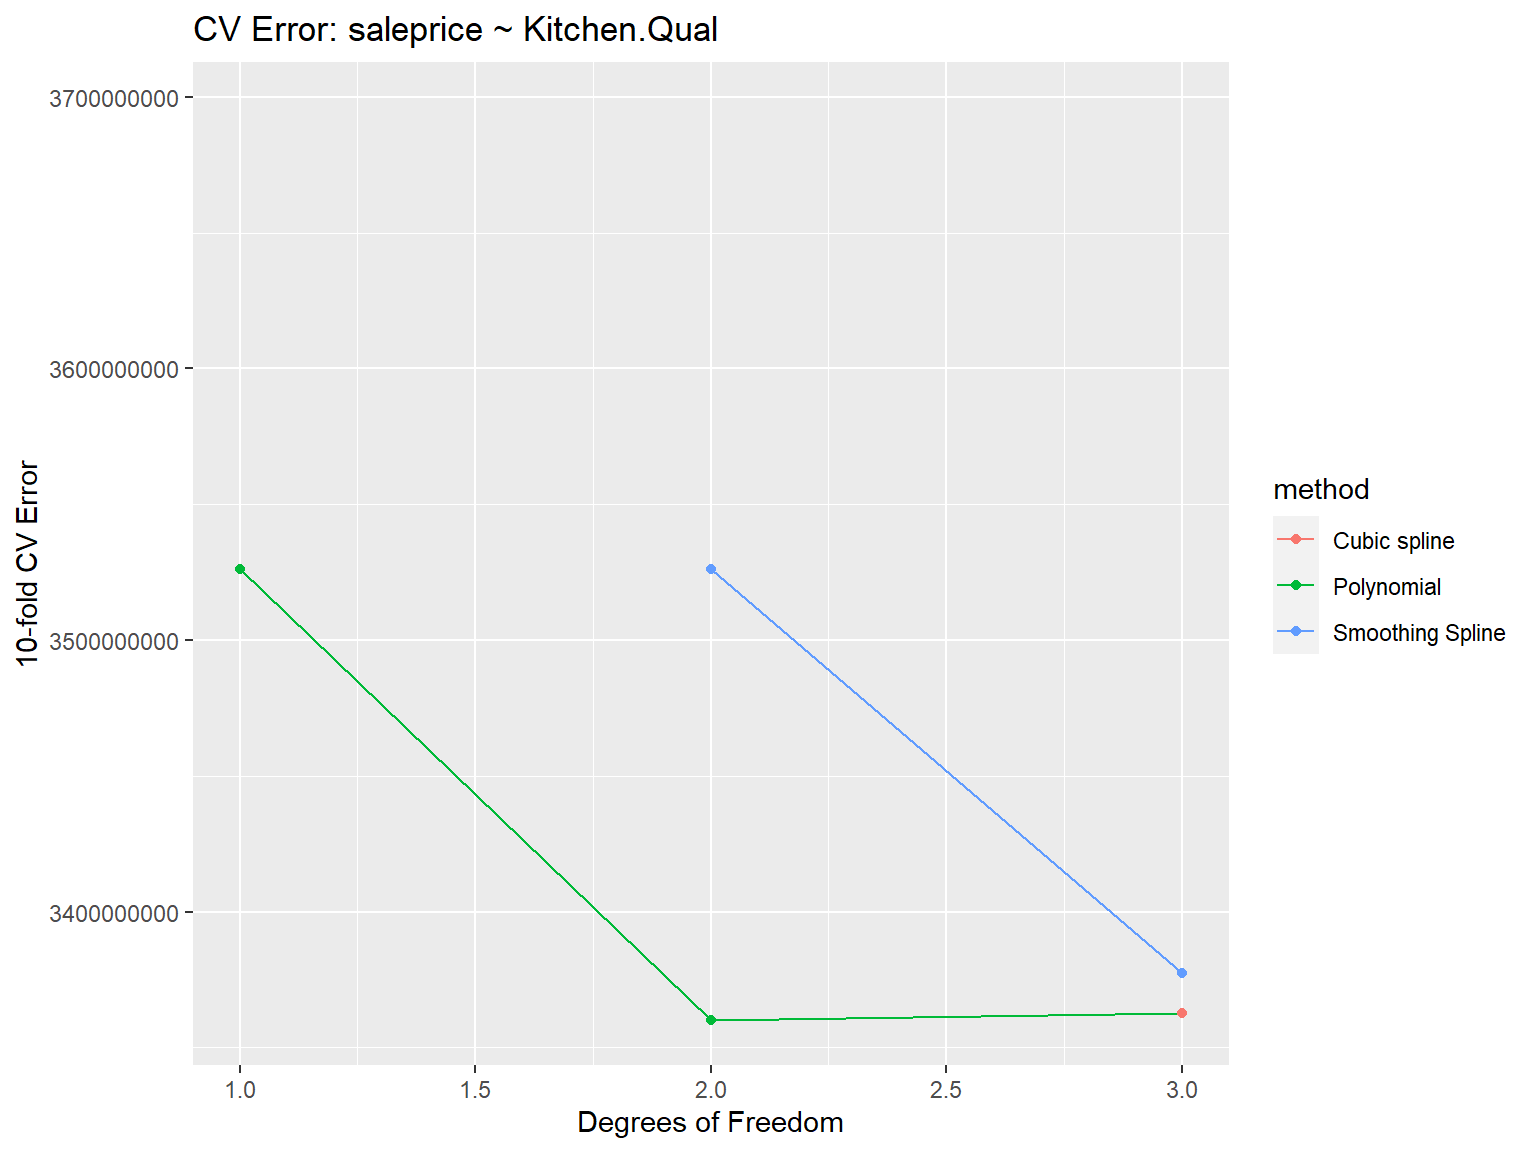 CV Error: saleprice ~ Kitchen.Qual
3700000000
3600000000
3500000000
3400000000
10-fold CV Error
1.0
1.5
2.0
2.5
3.0
Degrees of Freedom
method
Cubic spline
Polynomial
Smoothing Spline